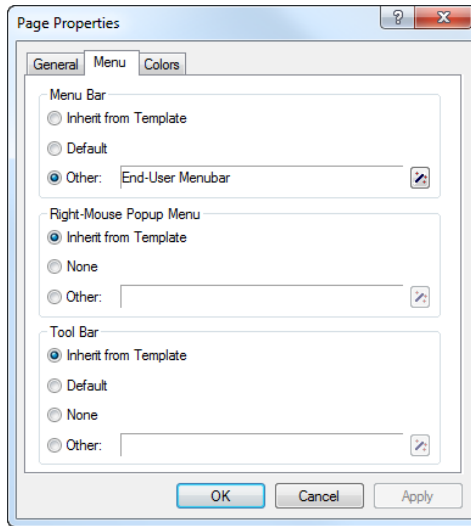 Page Properties
General Menu Colors
Menu Bar
Inherit from Template
Default
Other: End-User Menubar
Right-Mouse Popup Menu
Inherit from Template
None
Other:
Tool Bar
Inherit from Template
Default
None
Other:
OK Cancel Apply